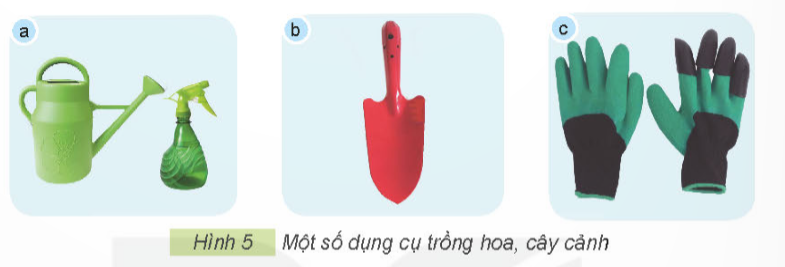 a
b
c
Hình 5 Một số dụng cụ trồng hoa, cây cảnh